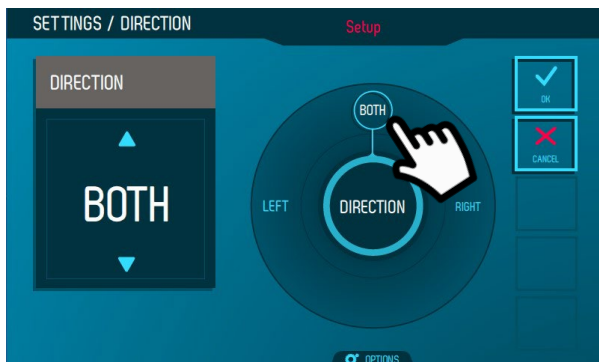 SETTINGS / DIRECTION
Setup
DIRECTION
BOTH
BOTH
LEFT
DIRECTION
RIGHT
OK
CANCEL
OPTIONS